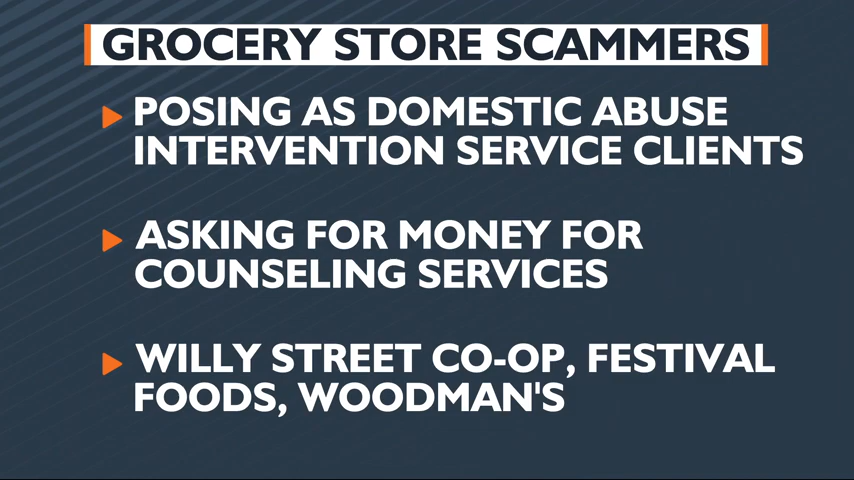 GROCERY STORE SCAMMERS
POSING AS DOMESTIC ABUSE
INTERVENTION SERVICE CLIENTS
ASKING FOR MONEY FOR
COUNSELING SERVICES
WILLY STREET CO-OP, FESTIVAL
FOODS, WOODMAN'S